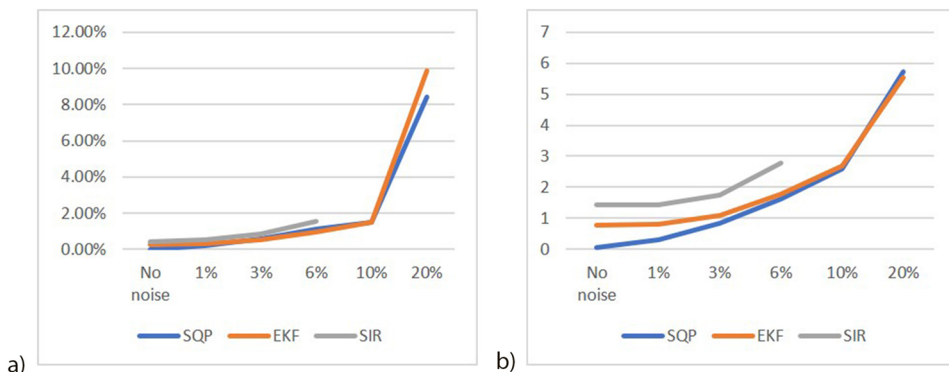 12.00%
10.00%
8.00%
6.00%
4.00%
2.00%
0.00%
No noise 1% 3% 6% 10% 20%
SQP EKF SIR
a)
7
6
5
4
3
2
1
0
No noise 1% 3% 6% 10% 20%
SQP EKF SIR
b)